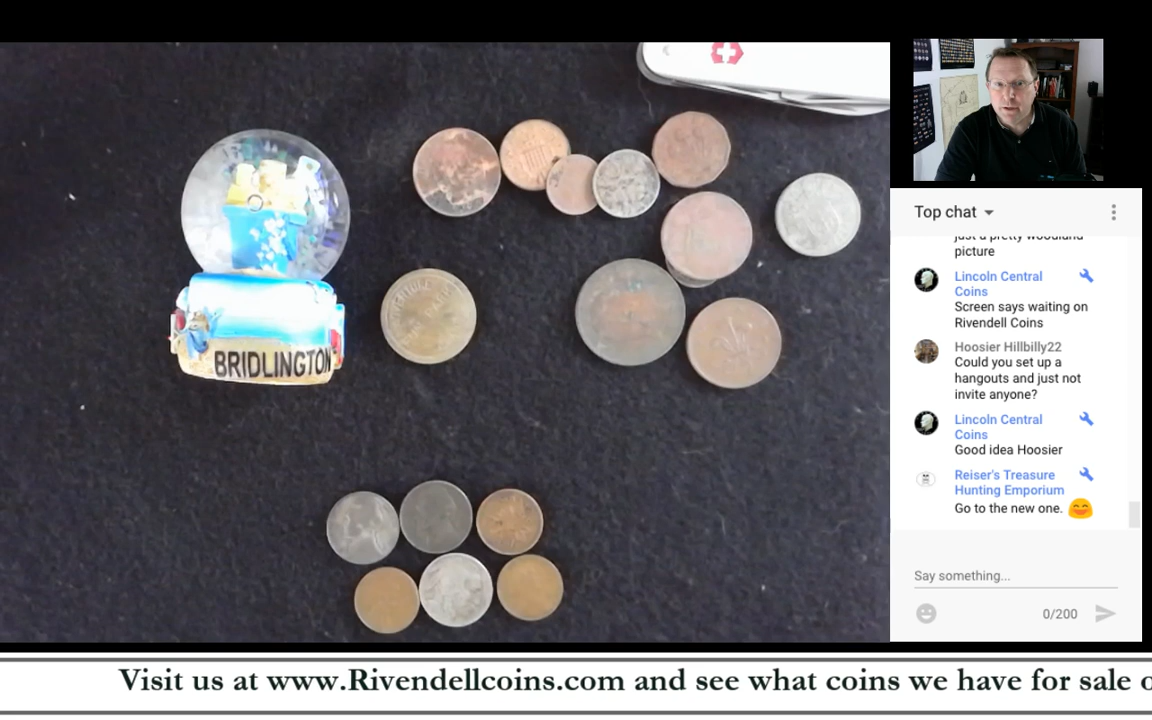 BRIDLINGTON
Top chat
just a pretty woodland
picture
Lincoln Central
Coins
Screen says waiting on
Rivendell Coins
Hoosier Hillbilly22
Could you set up a
hangouts and just not
invite anyone?
Lincoln Central
Coins
Good idea Hoosier
Reiser's Treasure
Hunting Emporium
Go to the new one.
Say something...
0/200
Visit us at www.Rivendellcoins.com and see what coins we have for sale